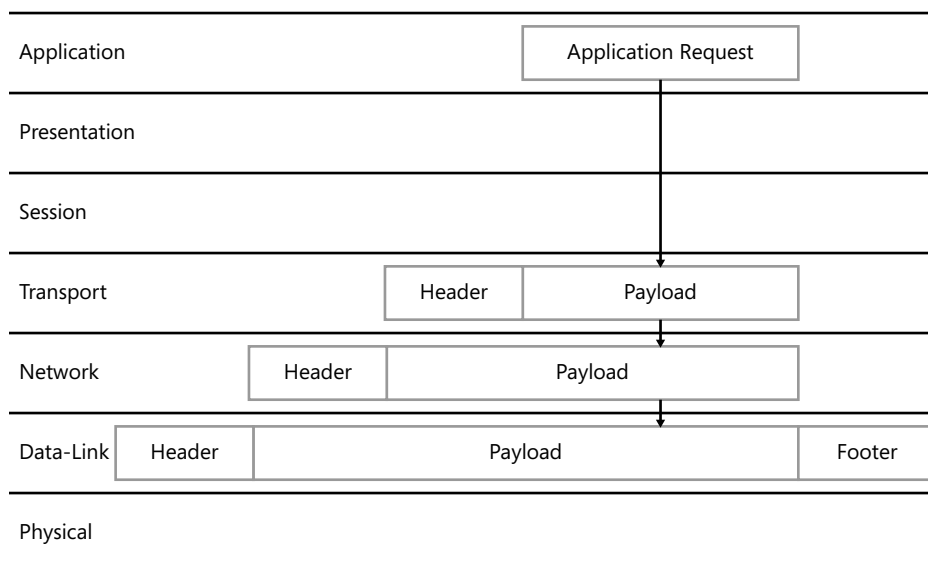 Application
Application Request
Presentation
Session
Transport
Header
Payload
Network
Header
Payload
Data-Link
Header
Payload
Footer
Physical